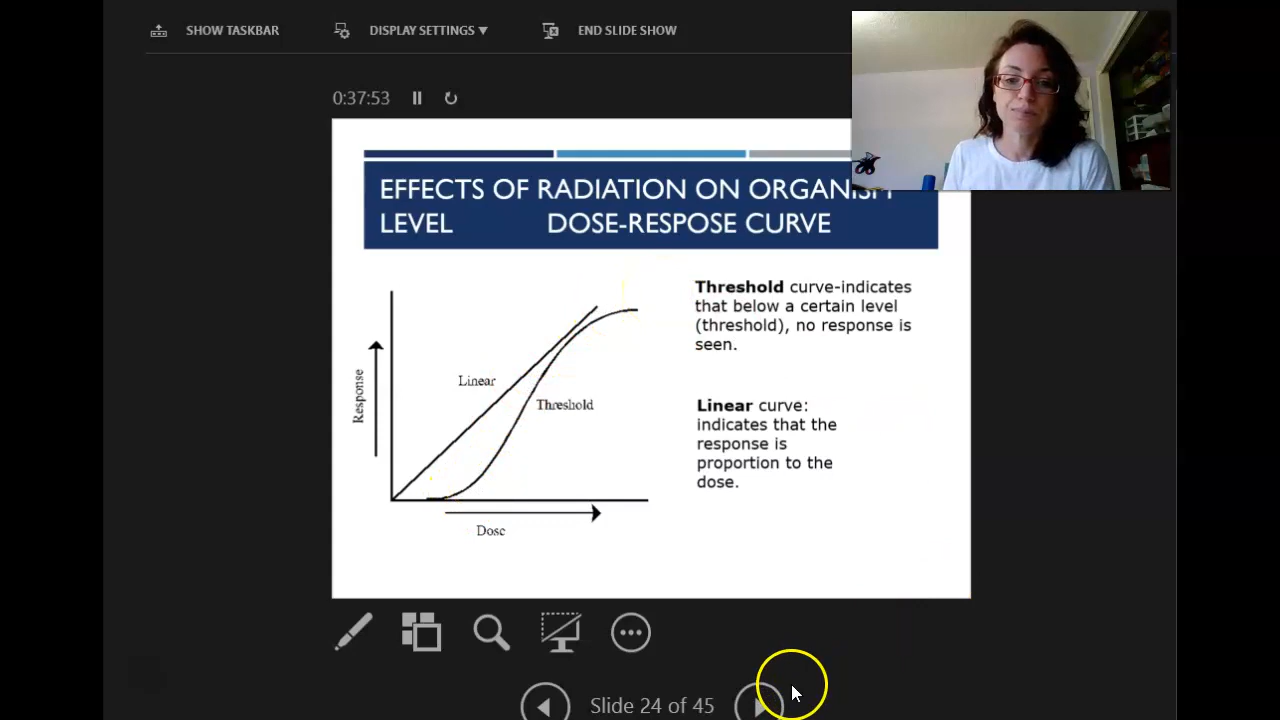 SHOW TASKBAR
DISPLAY SETTINGS
END SLIDE SHOW
0:37:53
EFFECTS OF RADIATION ON ORGANISM
LEVEL DOSE-RESPOSE CURVE
Threshold curve-indicates
that below a certain level
(threshold), no response is
seen.
Linear
Response
Threshold
Linear curve:
indicates that the
response is
proportion to the
dose.
Dose
Slide 24 of 45